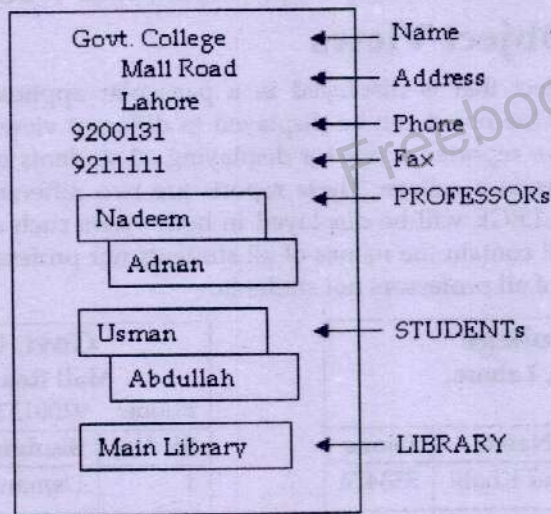 Govt. College Name
Mall Road Address
Lahore
9200131 Phone
9211111 Fax
PROFESSORs
Nadeem
Adnan
Usman STUDENTs
Abdullah
Main Library LIBRARY
Freeboo